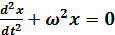 d²x/dt² + ω²x = 0